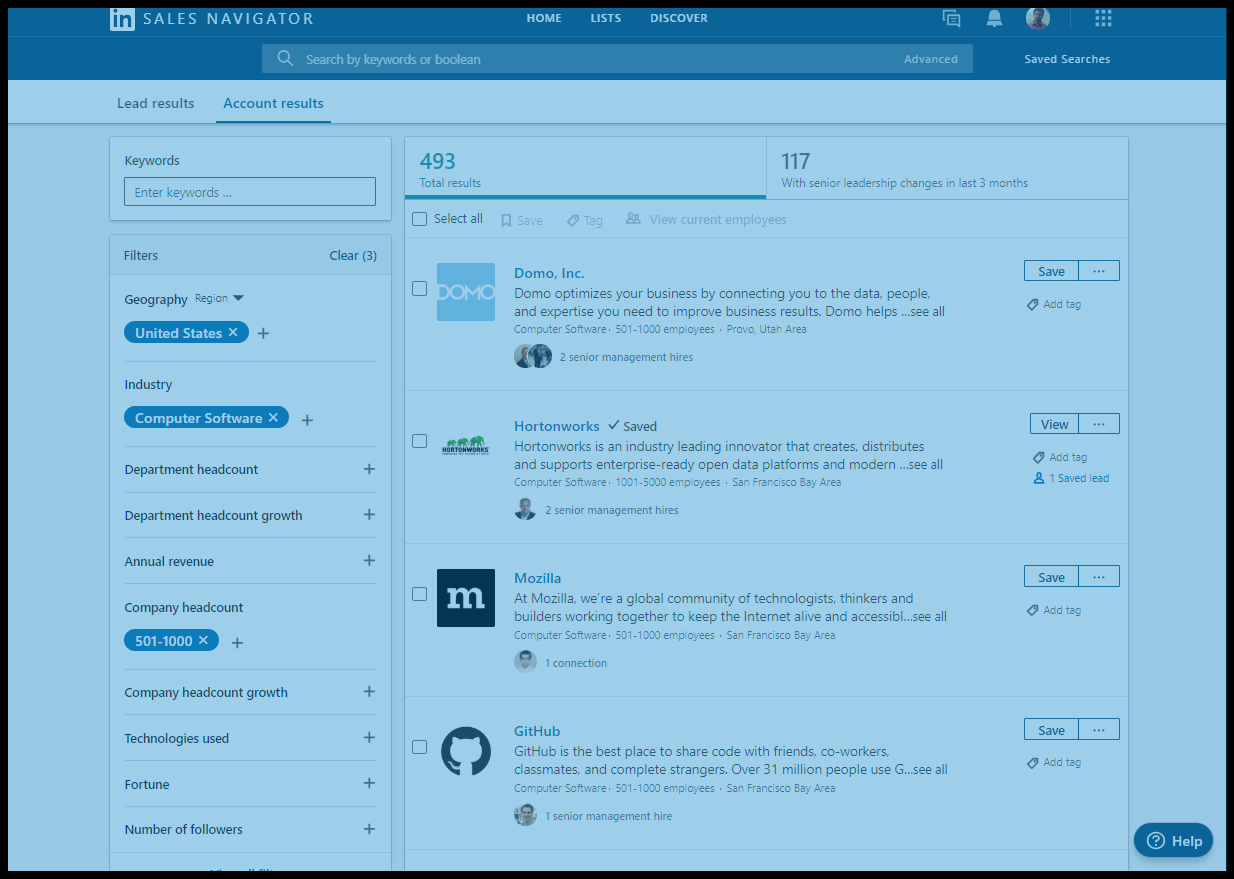 in SALES NAVIGATOR
HOME LISTS DISCOVER
Search by keywords or boolean
Advanced
Saved Searches
Lead results
Account results
Keywords
Enter keywords ...
Filters
Clear (3)
Geography Region
United States ✕ +
Industry
Computer Software ✕ +
Department headcount +
Department headcount growth +
Annual revenue +
Company headcount
501-1000 ✕ +
Company headcount growth +
Technologies used +
Fortune +
Number of followers +
493
Total results
117
With senior leadership changes in last 3 months
Select all Save Tag View current employees
DOMO
Domo, Inc.
Domo optimizes your business by connecting you to the data, people,
and expertise you need to improve business results. Domo helps ...see all
Computer Software · 501-1000 employees · Provo, Utah Area
2 senior management hires
Save ...
Add tag
HORTONWORKS
Hortonworks ✓ Saved
Hortonworks is an industry leading innovator that creates, distributes
and supports enterprise-ready open data platforms and modern ...see all
Computer Software · 1001-5000 employees · San Francisco Bay Area
2 senior management hires
View ...
Add tag
1 Saved lead
m
Mozilla
At Mozilla, we're a global community of technologists, thinkers and
builders working together to keep the Internet alive and accessibl...see all
Computer Software · 501-1000 employees · San Francisco Bay Area
1 connection
Save ...
Add tag
GitHub
GitHub is the best place to share code with friends, co-workers,
classmates, and complete strangers. Over 31 million people use G...see all
Computer Software · 501-1000 employees · San Francisco Bay Area
1 senior management hire
Save ...
Add tag
Help